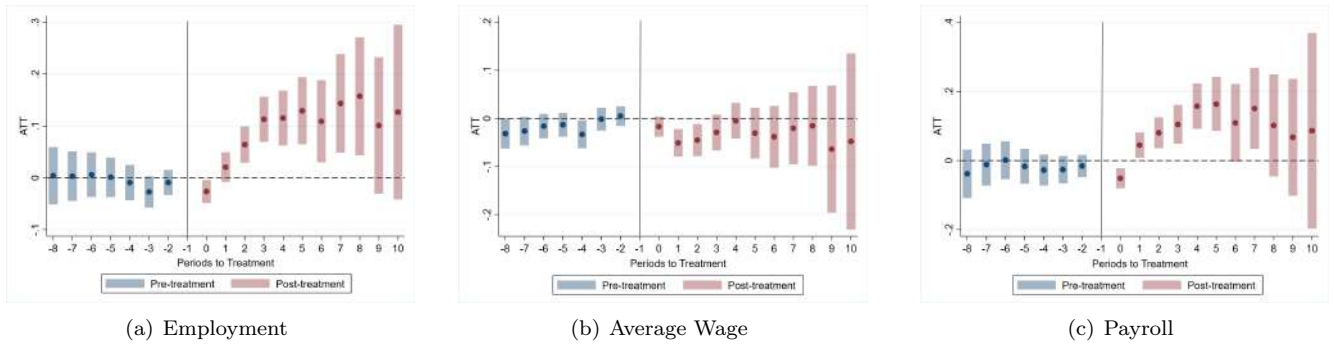 .3
.2
.1
0
-.1
ATT
-8 -7 -6 -5 -4 -3 -2 -1 0 1 2 3 4 5 6 7 8 9 10
Periods to Treatment
Pre-treatment Post-treatment
(a) Employment
.2
.1
0
-.1
-.2
ATT
-8 -7 -6 -5 -4 -3 -2 -1 0 1 2 3 4 5 6 7 8 9 10
Periods to Treatment
Pre-treatment Post-treatment
(b) Average Wage
.4
.2
0
-.2
ATT
-8 -7 -6 -5 -4 -3 -2 -1 0 1 2 3 4 5 6 7 8 9 10
Periods to Treatment
Pre-treatment Post-treatment
(c) Payroll